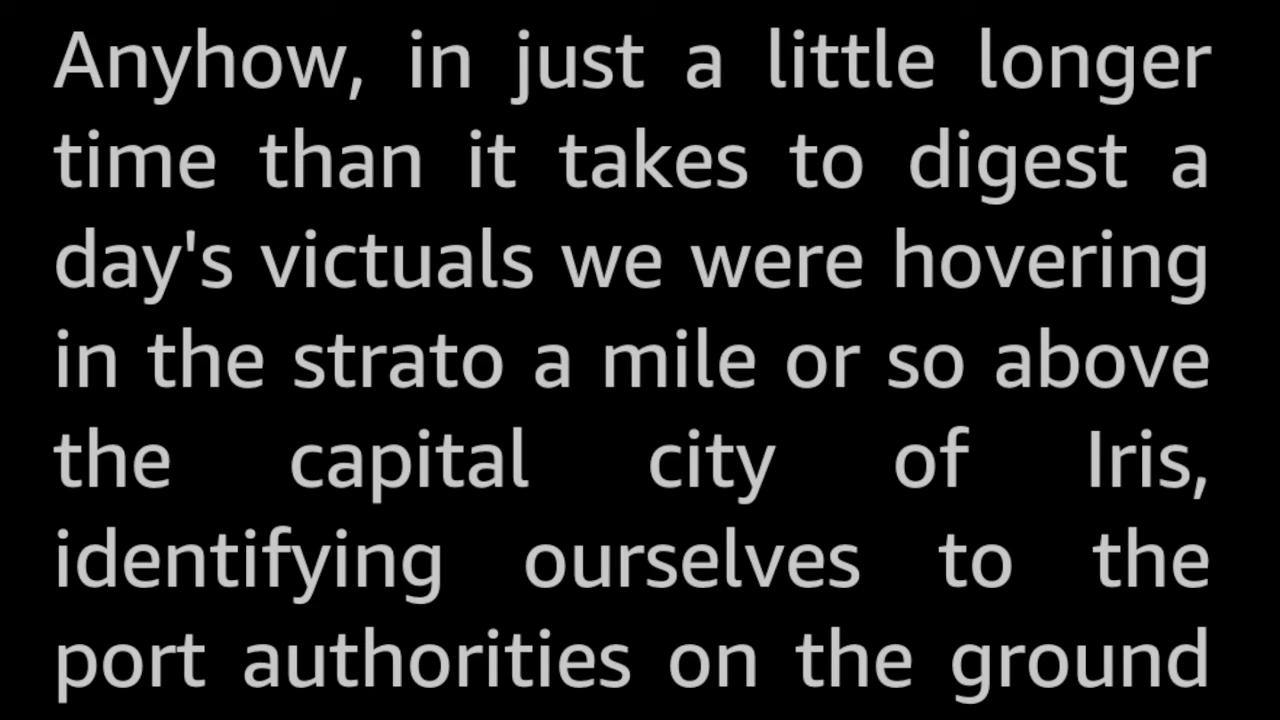 Anyhow, in just a little longer
time than it takes to digest a
day's victuals we were hovering
in the strato a mile or so above
the capital city of Iris,
identifying ourselves to the
port authorities on the ground